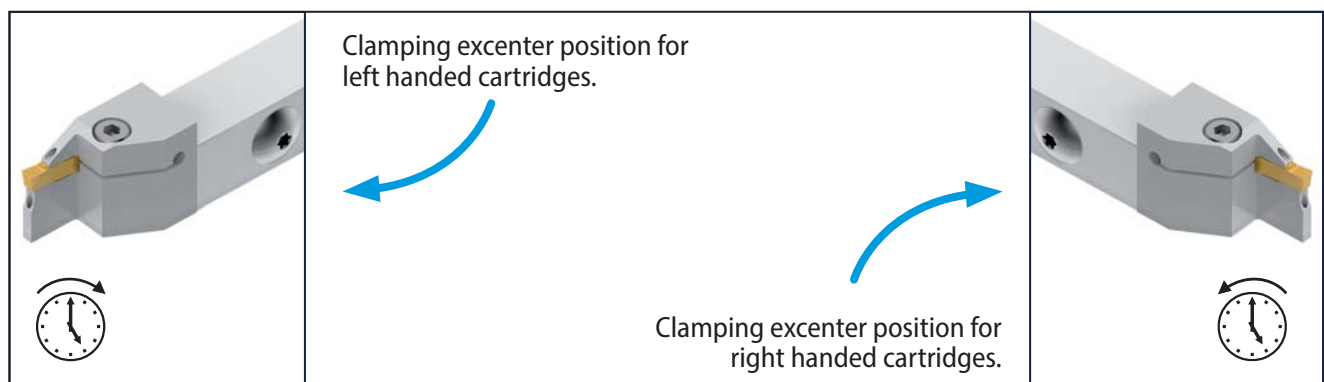 Clamping excenter position for
left handed cartridges.
Clamping excenter position for
right handed cartridges.